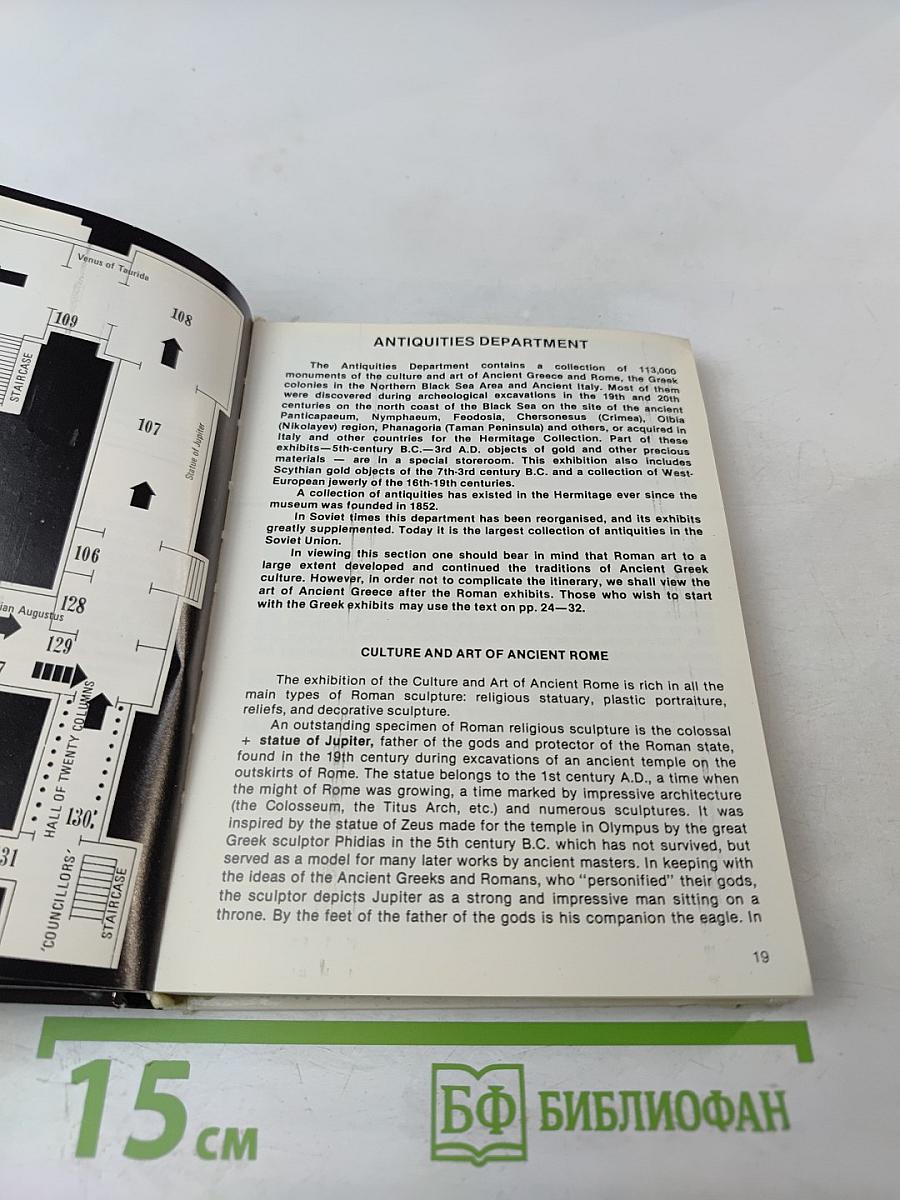 Venus of Taurida
108
109
STAIRCASE
107
Statue of Jupiter
106
128
ian Augustus
129
7
HALL OF TWENTY COLUMNS
130
31
'COUNCILLORS'
STAIRCASE
ANTIQUITIES DEPARTMENT
The Antiquities Department contains a collection of 113,000
monuments of the culture and art of Ancient Greece and Rome, the Greek
colonies in the Northern Black Sea Area and Ancient Italy. Most of them
were discovered during archeological excavations in the 19th and 20th
centuries on the north coast of the Black Sea on the site of the ancient
Panticapaeum, Nymphaeum, Feodosia, Chersonesus (Crimea), Olbia
(Nikolayev) region, Phanagoria (Taman Peninsula) and others, or acquired in
Italy and other countries for the Hermitage Collection. Part of these
exhibits—5th-century B.C.—3rd A.D. objects of gold and other precious
materials — are in a special storeroom. This exhibition also includes
Scythian gold objects of the 7th-3rd century B.C. and a collection of West-
European jewerly of the 16th-19th centuries.
A collection of antiquities has existed in the Hermitage ever since the
museum was founded in 1852.
In Soviet times this department has been reorganised, and its exhibits
greatly supplemented. Today it is the largest collection of antiquities in the
Soviet Union.
In viewing this section one should bear in mind that Roman art to a
large extent developed and continued the traditions of Ancient Greek
culture. However, in order not to complicate the itinerary, we shall view the
art of Ancient Greece after the Roman exhibits. Those who wish to start
with the Greek exhibits may use the text on pp. 24—32.
CULTURE AND ART OF ANCIENT ROME
The exhibition of the Culture and Art of Ancient Rome is rich in all the
main types of Roman sculpture: religious statuary, plastic portraiture,
reliefs, and decorative sculpture.
An outstanding specimen of Roman religious sculpture is the colossal
+ statue of Jupiter, father of the gods and protector of the Roman state,
found in the 19th century during excavations of an ancient temple on the
outskirts of Rome. The statue belongs to the 1st century A.D., a time when
the might of Rome was growing, a time marked by impressive architecture
(the Colosseum, the Titus Arch, etc.) and numerous sculptures. It was
inspired by the statue of Zeus made for the temple in Olympus by the great
Greek sculptor Phidias in the 5th century B.C. which has not survived, but
served as a model for many later works by ancient masters. In keeping with
the ideas of the Ancient Greeks and Romans, who "personified" their gods,
the sculptor depicts Jupiter as a strong and impressive man sitting on a
throne. By the feet of the father of the gods is his companion the eagle. In
19
15 см
БФ БИБЛИОФАН